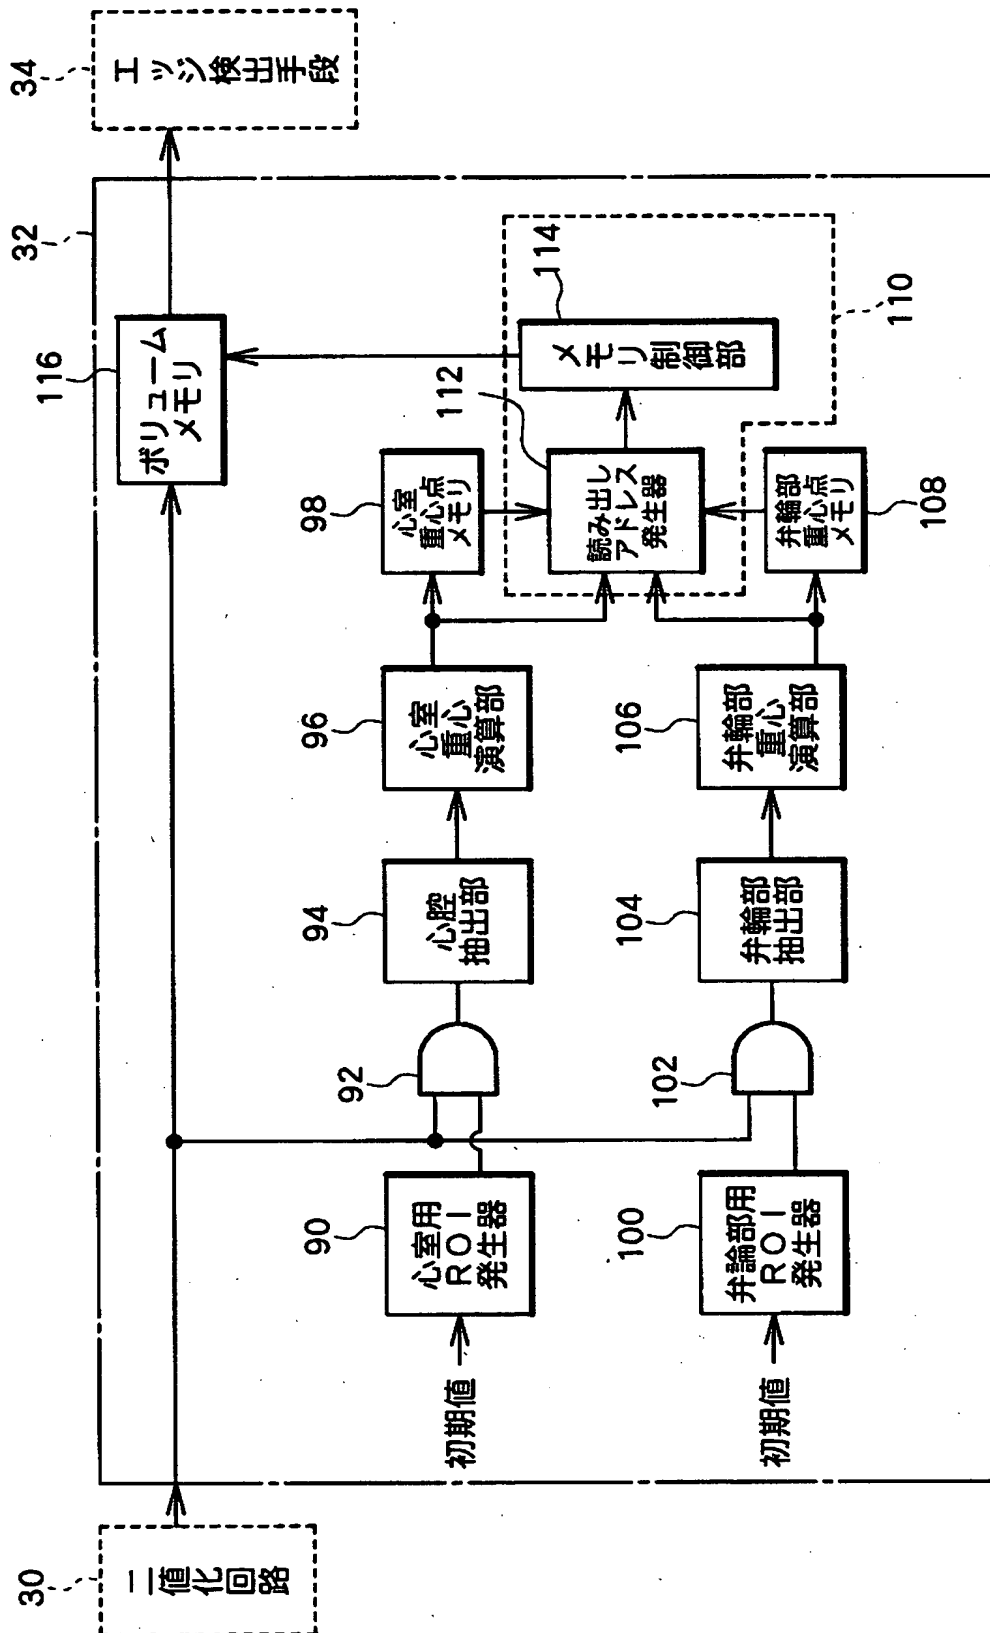 30
二値化回路
32
34
エッジ検出手段
116
ボリューム
メモリ
初期値
90
心室用
ROI
発生器
92
94
心腔
抽出部
96
心室
重心
演算部
98
心室
重心点
メモリ
112
読み出し
アドレス
発生器
114
メモリ制御部
110
初期値
100
弁論部用
ROI
発生器
102
104
弁輪部
抽出部
106
弁輪部
重心
演算部
108
弁輪部
重心点
メモリ